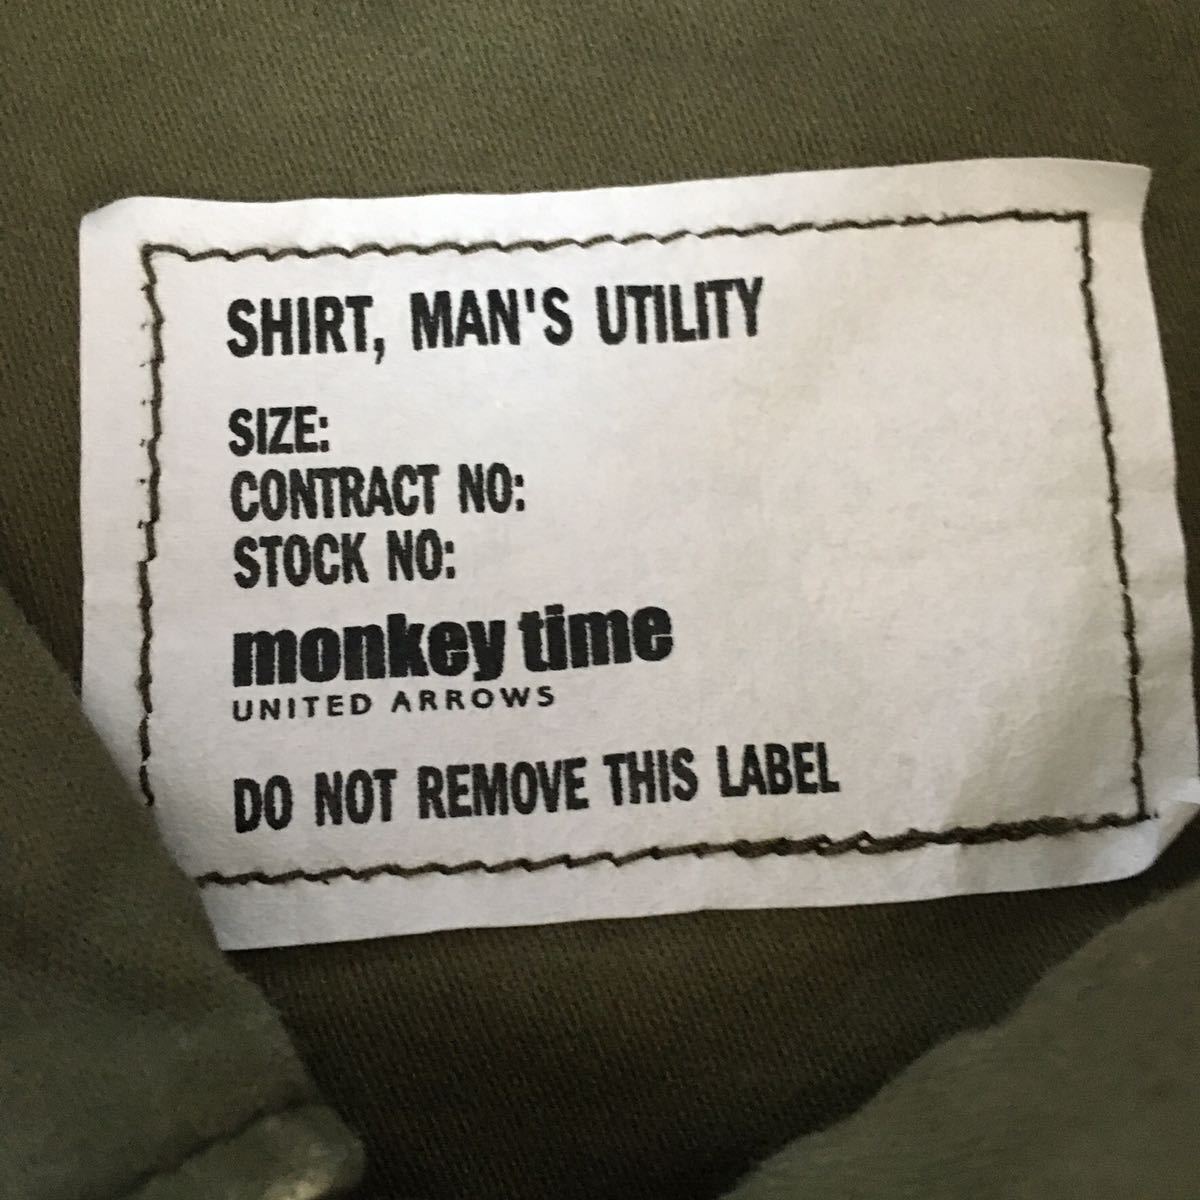 SHIRT, MAN'S UTILITY
SIZE:
CONTRACT NO:
STOCK NO:
monkey time
UNITED ARROWS
DO NOT REMOVE THIS LABEL